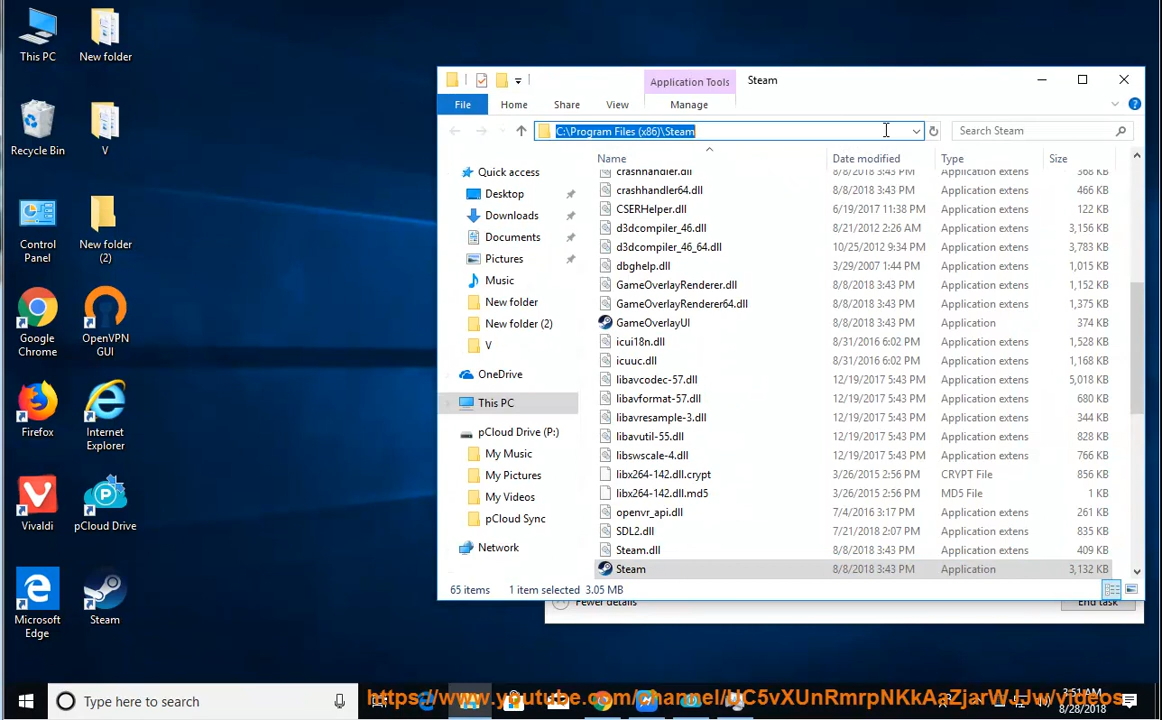 This PC
New folder
Recycle Bin
V
Control Panel
New folder (2)
Google Chrome
OpenVPN GUI
Firefox
Internet Explorer
Vivaldi
pCloud Drive
Microsoft Edge
Steam
Application Tools
Steam
File
Home
Share
View
Manage
C:\Program Files (x86)\Steam
Search Steam
Quick access
Desktop
Downloads
Documents
Pictures
Music
New folder
New folder (2)
V
OneDrive
This PC
pCloud Drive (P:)
My Music
My Pictures
My Videos
pCloud Sync
Network
Name Date modified Type Size
crashhandler.dll 8/8/2018 3:43 PM Application extens 368 KB
crashhandler64.dll 8/8/2018 3:43 PM Application extens 466 KB
CSERHelper.dll 6/19/2017 11:38 PM Application extens 122 KB
d3dcompiler_46.dll 8/21/2012 2:26 AM Application extens 3,156 KB
d3dcompiler_46_64.dll 10/25/2012 9:34 PM Application extens 3,783 KB
dbghelp.dll 3/29/2007 1:44 PM Application extens 1,015 KB
GameOverlayRenderer.dll 8/8/2018 3:43 PM Application extens 1,152 KB
GameOverlayRenderer64.dll 8/8/2018 3:43 PM Application extens 1,375 KB
GameOverlayUI 8/8/2018 3:43 PM Application 374 KB
icui18n.dll 8/31/2016 6:02 PM Application extens 1,528 KB
icuuc.dll 8/31/2016 6:02 PM Application extens 1,168 KB
libavcodec-57.dll 12/19/2017 5:43 PM Application extens 5,018 KB
libavformat-57.dll 12/19/2017 5:43 PM Application extens 680 KB
libavresample-3.dll 12/19/2017 5:43 PM Application extens 344 KB
libavutil-55.dll 12/19/2017 5:43 PM Application extens 828 KB
libswscale-4.dll 12/19/2017 5:43 PM Application extens 766 KB
libx264-142.dll.crypt 3/26/2015 2:56 PM CRYPT File 856 KB
libx264-142.dll.md5 3/26/2015 2:56 PM MD5 File 1 KB
openvr_api.dll 7/4/2016 3:17 PM Application extens 261 KB
SDL2.dll 7/21/2018 2:07 PM Application extens 835 KB
Steam.dll 8/8/2018 3:43 PM Application extens 409 KB
Steam 8/8/2018 3:43 PM Application 3,132 KB
65 items 1 item selected 3.05 MB
Fewer details
End task
Type here to search
https://www.youtube.com/channel/UC5vXUnRmrpNKkAaZjarWJJw/videos
3:51 AM
8/28/2018